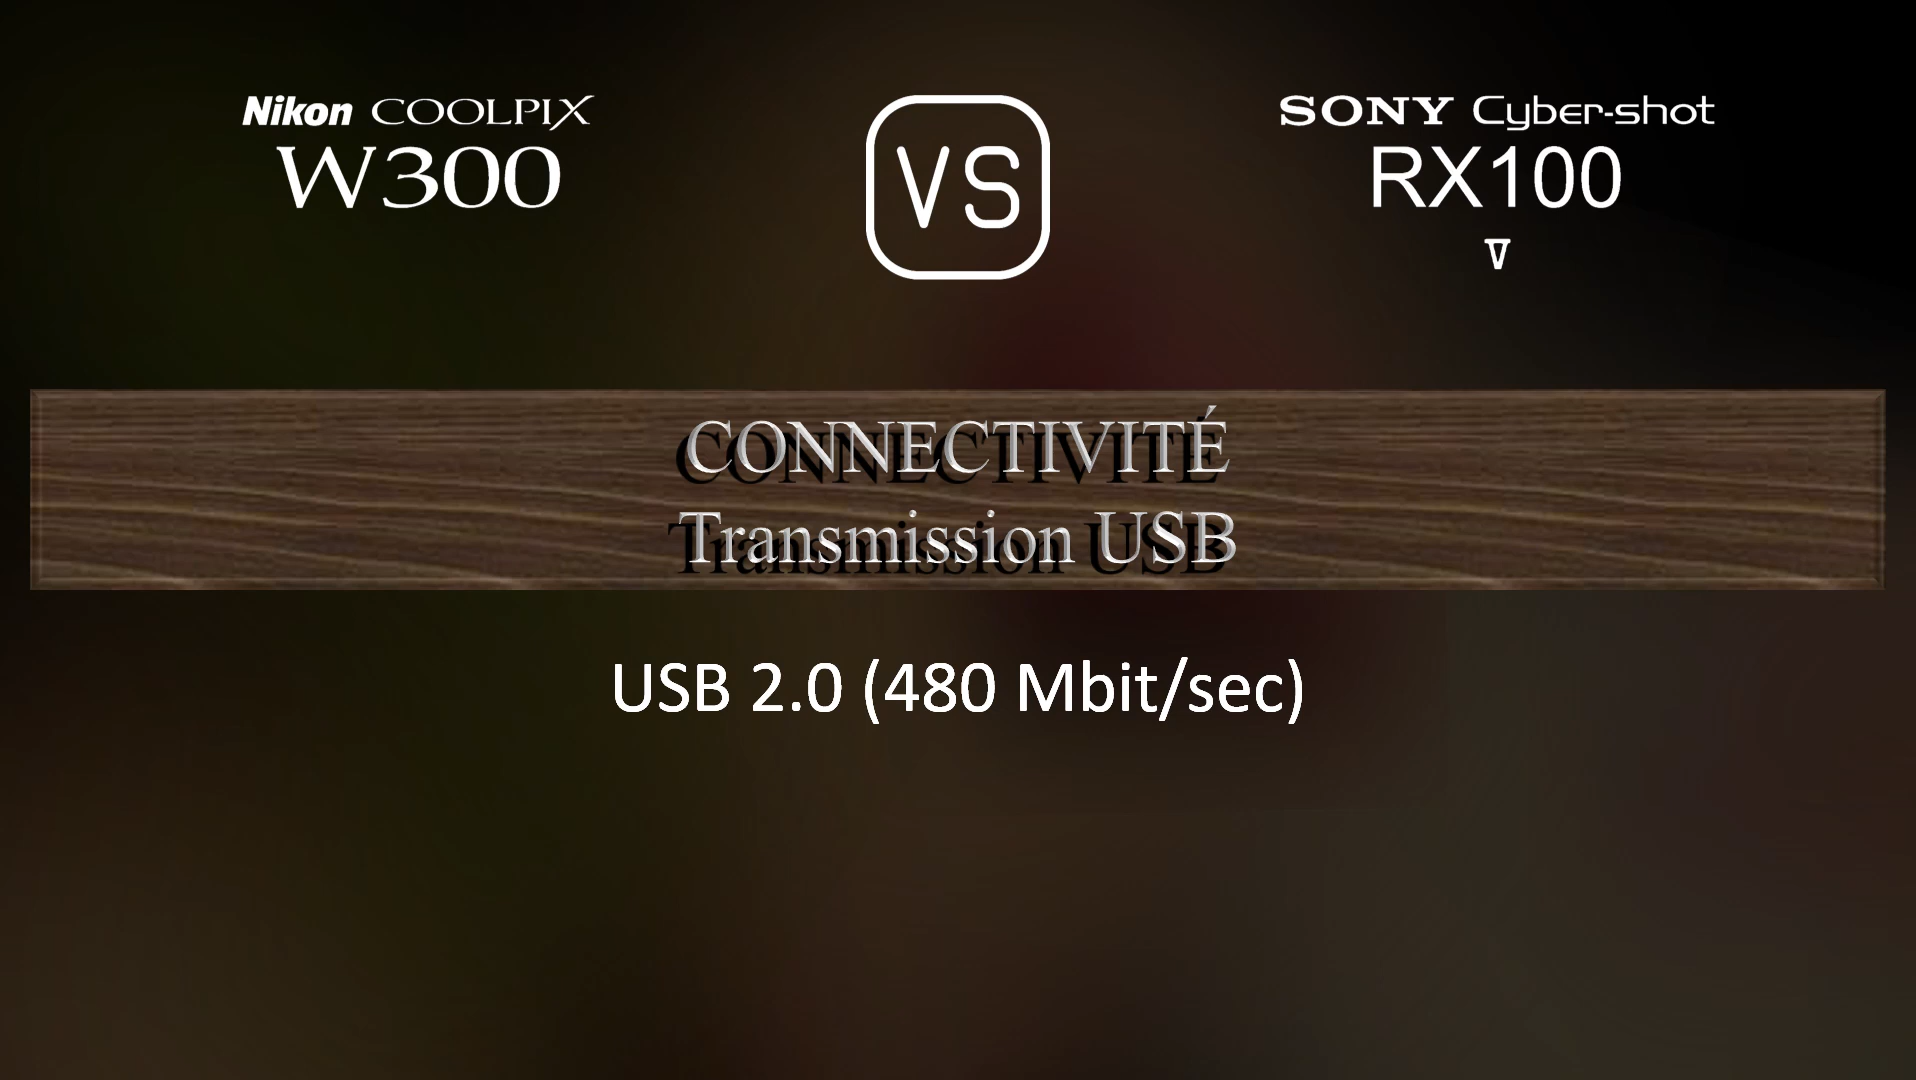 Nikon COOLPIX
W300
VS
SONY Cyber-shot
RX100
V
CONNECTIVITÉ
Transmission USB
USB 2.0 (480 Mbit/sec)